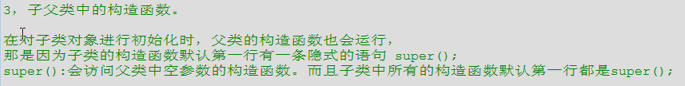 3，子父类中的构造函数。
在对子类对象进行初始化时，父类的构造函数也会运行，
那是因为子类的构造函数默认第一行有一条隐式的语句 super();
super():会访问父类中空参数的构造函数。而且子类中所有的构造函数默认第一行都是super();